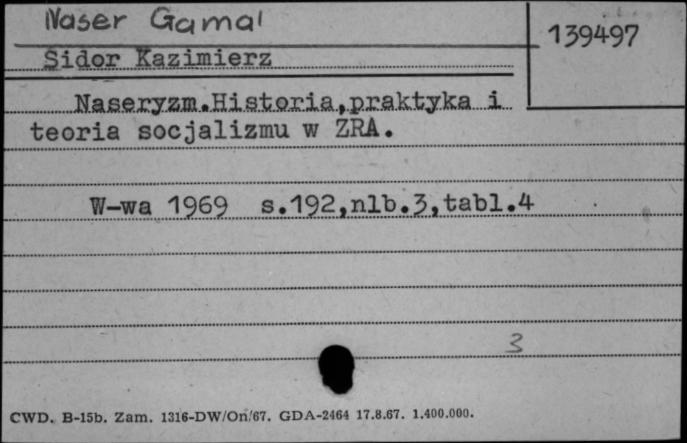 Naser Gamal
139497
Sidor Kazimierz
Naseryzm.Historia,praktyka i
teoria socjalizmu w ZRA.
W-wa 1969 s.192,nlb.3,tabl.4
3
CWD. B-15b. Zam. 1316-DW/Oń/67. GDA-2464 17.8.67. 1.400.000.